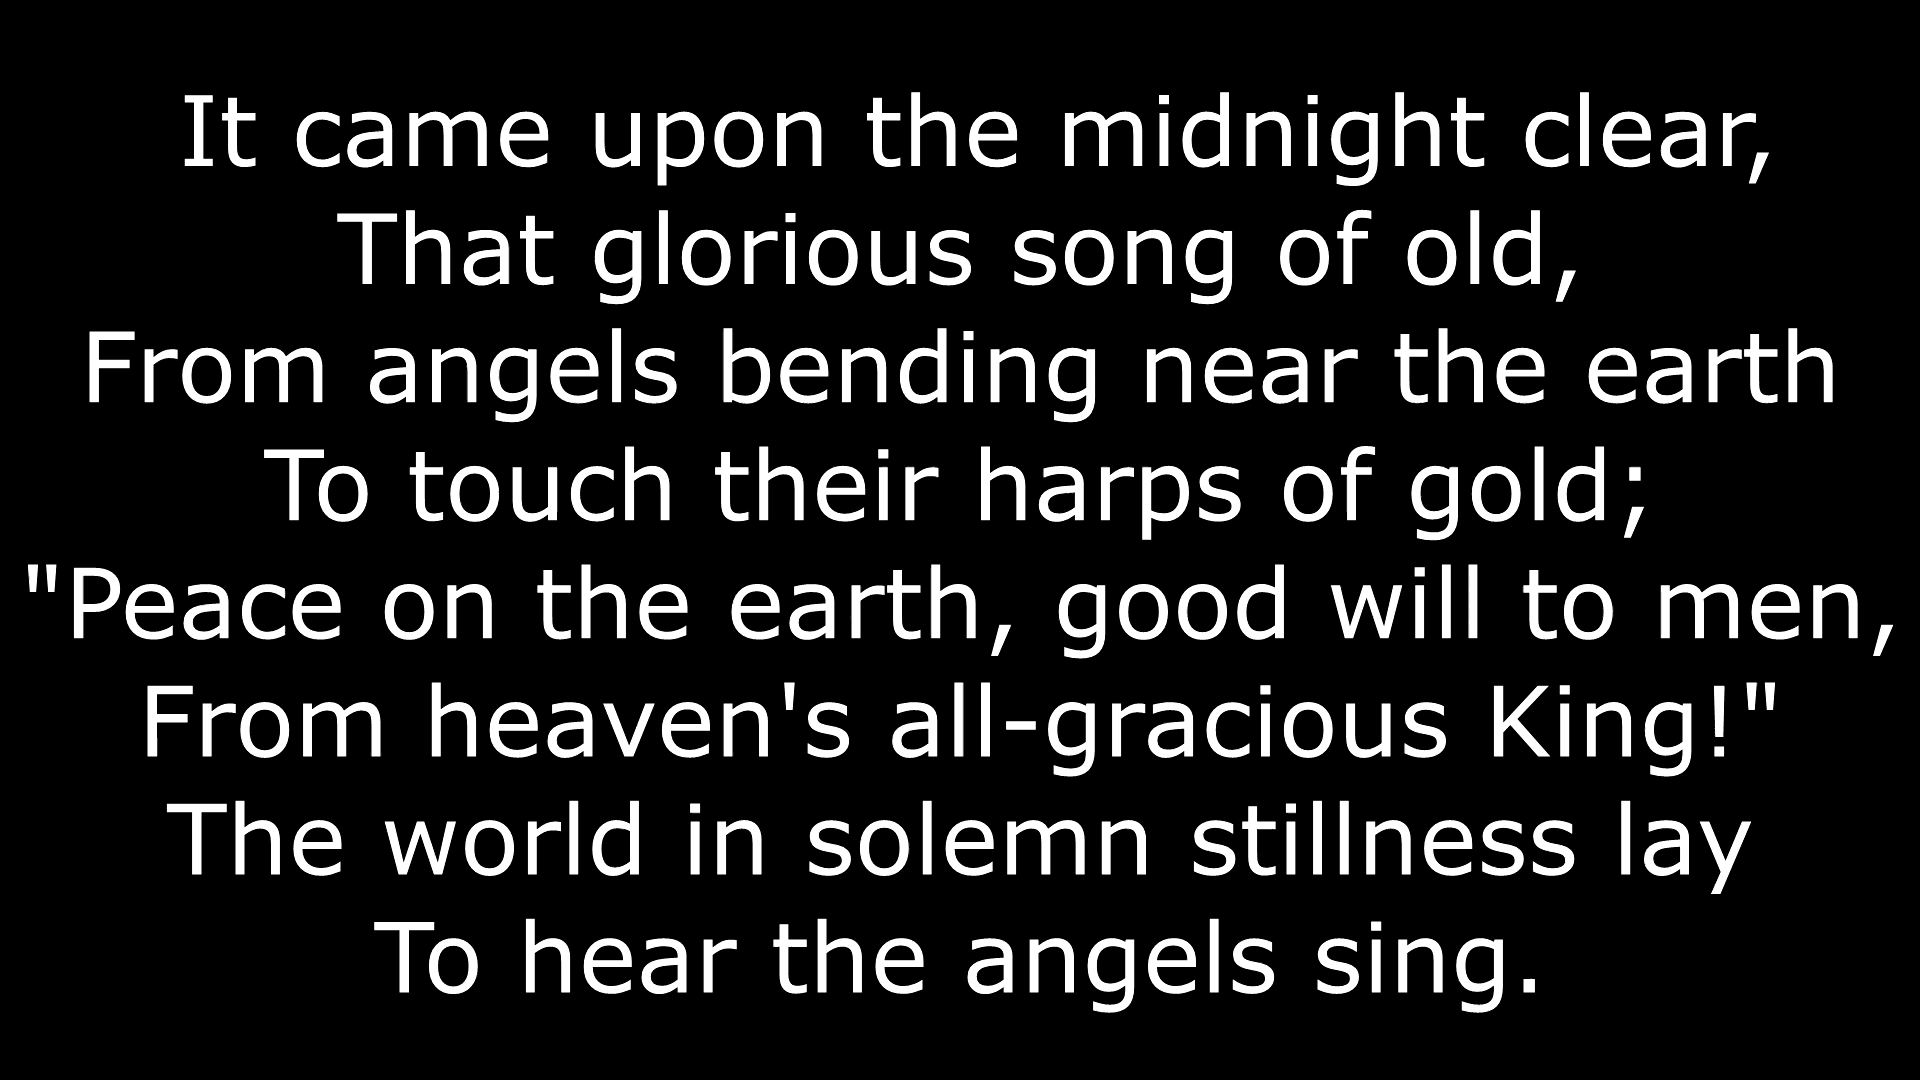 It came upon the midnight clear,
That glorious song of old,
From angels bending near the earth
To touch their harps of gold;
"Peace on the earth, good will to men,
From heaven's all-gracious King!"
The world in solemn stillness lay
To hear the angels sing.